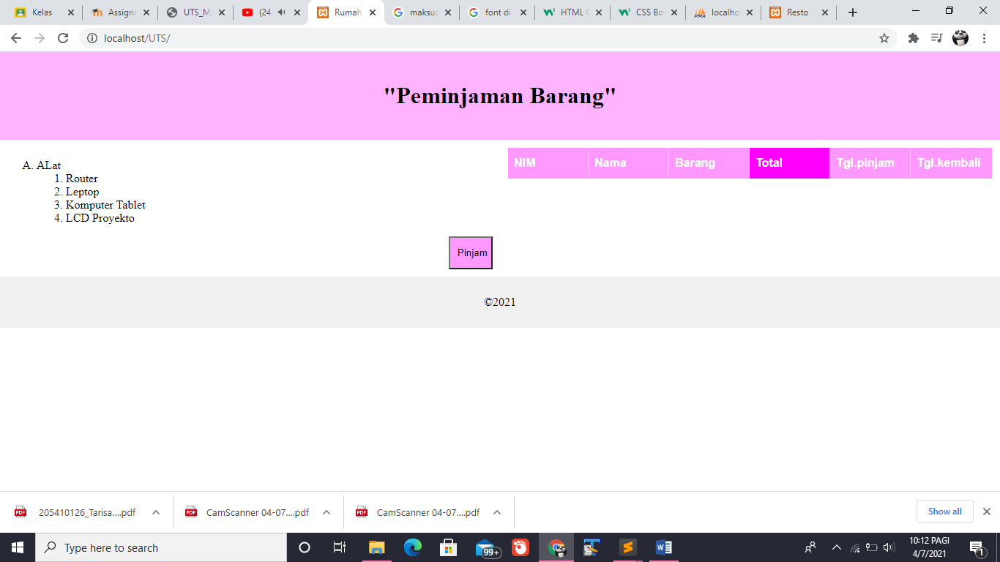 Kelas
Assignr
UTS_M
(24
Rumah
maksud
font di
HTML
CSS Bo
localho
Resto
localhost/UTS/
"Peminjaman Barang"
A. ALat
1. Router
2. Leptop
3. Komputer Tablet
4. LCD Proyekto
NIM Nama Barang Total Tgl.pinjam Tgl.kembali
Pinjam
©2021
205410126_Tarisa....pdf
CamScanner 04-07....pdf
CamScanner 04-07....pdf
Show all
Type here to search
99+
10:12 PAGI
4/7/2021
1